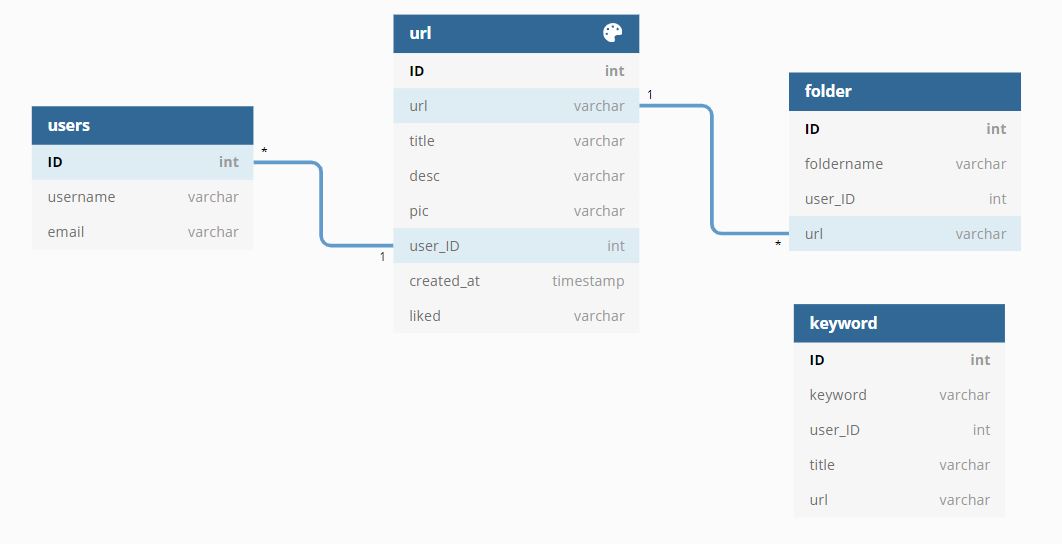 users
ID int
username varchar
email varchar
*
1
url
ID int
url varchar
title varchar
desc varchar
pic varchar
user_ID int
created_at timestamp
liked varchar
1
*
folder
ID int
foldername varchar
user_ID int
url varchar
keyword
ID int
keyword varchar
user_ID int
title varchar
url varchar